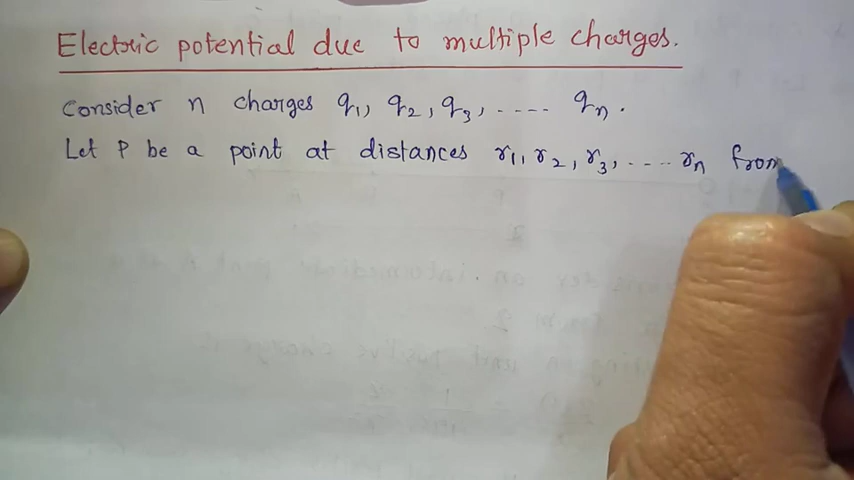 Electric potential due to multiple charges.
Consider n charges q₁, q₂, q₃, ..... qₙ.
Let P be a point at distances r₁, r₂, r₃, .... rₙ from